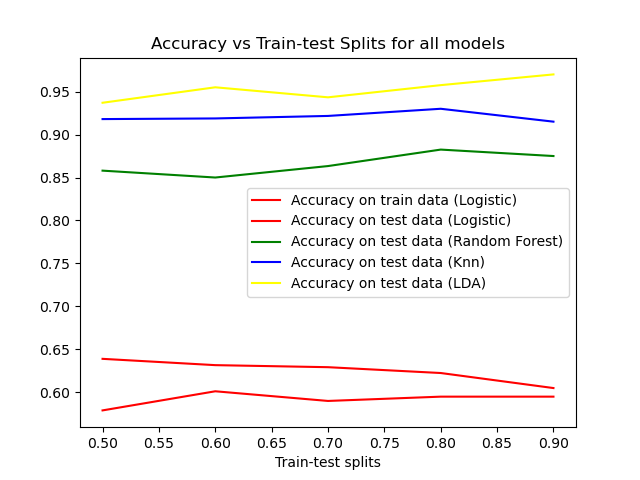 Accuracy vs Train-test Splits for all models
0.95
0.90
0.85
0.80
0.75
0.70
0.65
0.60
Accuracy on train data (Logistic)
Accuracy on test data (Logistic)
Accuracy on test data (Random Forest)
Accuracy on test data (Knn)
Accuracy on test data (LDA)
0.50 0.55 0.60 0.65 0.70 0.75 0.80 0.85 0.90
Train-test splits